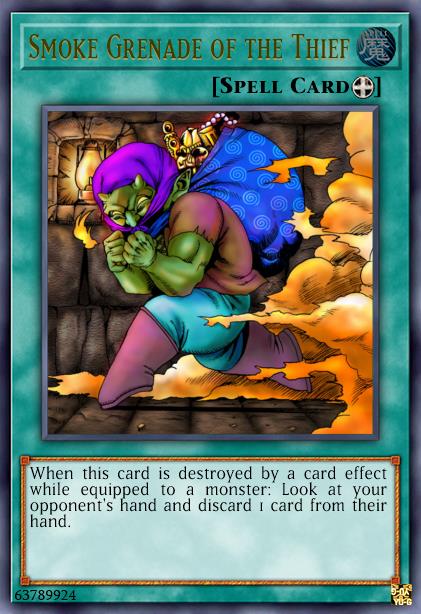 SMOKE GRENADE OF THE THIEF 魔
[SPELL CARD]
When this card is destroyed by a card effect
while equipped to a monster: Look at your
opponent's hand and discard 1 card from their
hand.
63789924